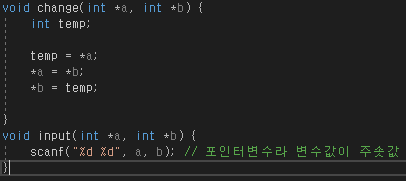 void change(int *a, int *b) {
    int temp;

    temp = *a;
    *a = *b;
    *b = temp;

}
void input(int *a, int *b) {
    scanf("%d %d", a, b); // 포인터변수라 변수값이 주솟값
}